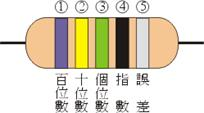 ① ② ③ ④ ⑤
百位數
十位數
個位數
指數
誤差